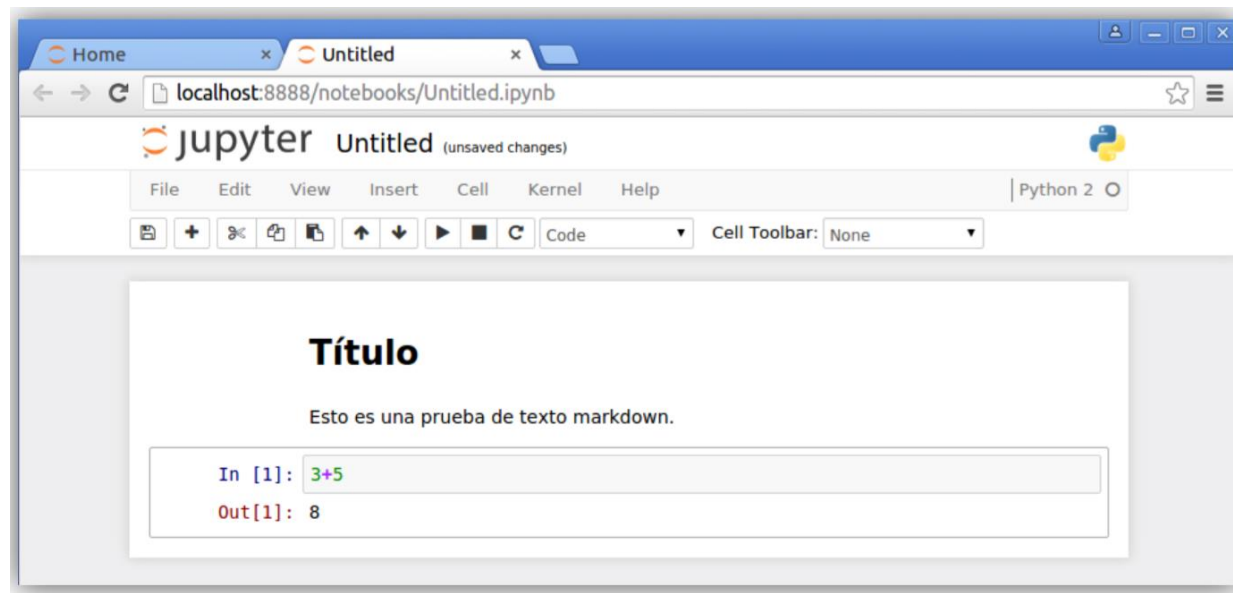 Home Untitled
localhost:8888/notebooks/Untitled.ipynb
jupyter Untitled (unsaved changes)
File Edit View Insert Cell Kernel Help Python 2
Code Cell Toolbar: None
Título
Esto es una prueba de texto markdown.
In [1]: 3+5
Out[1]: 8